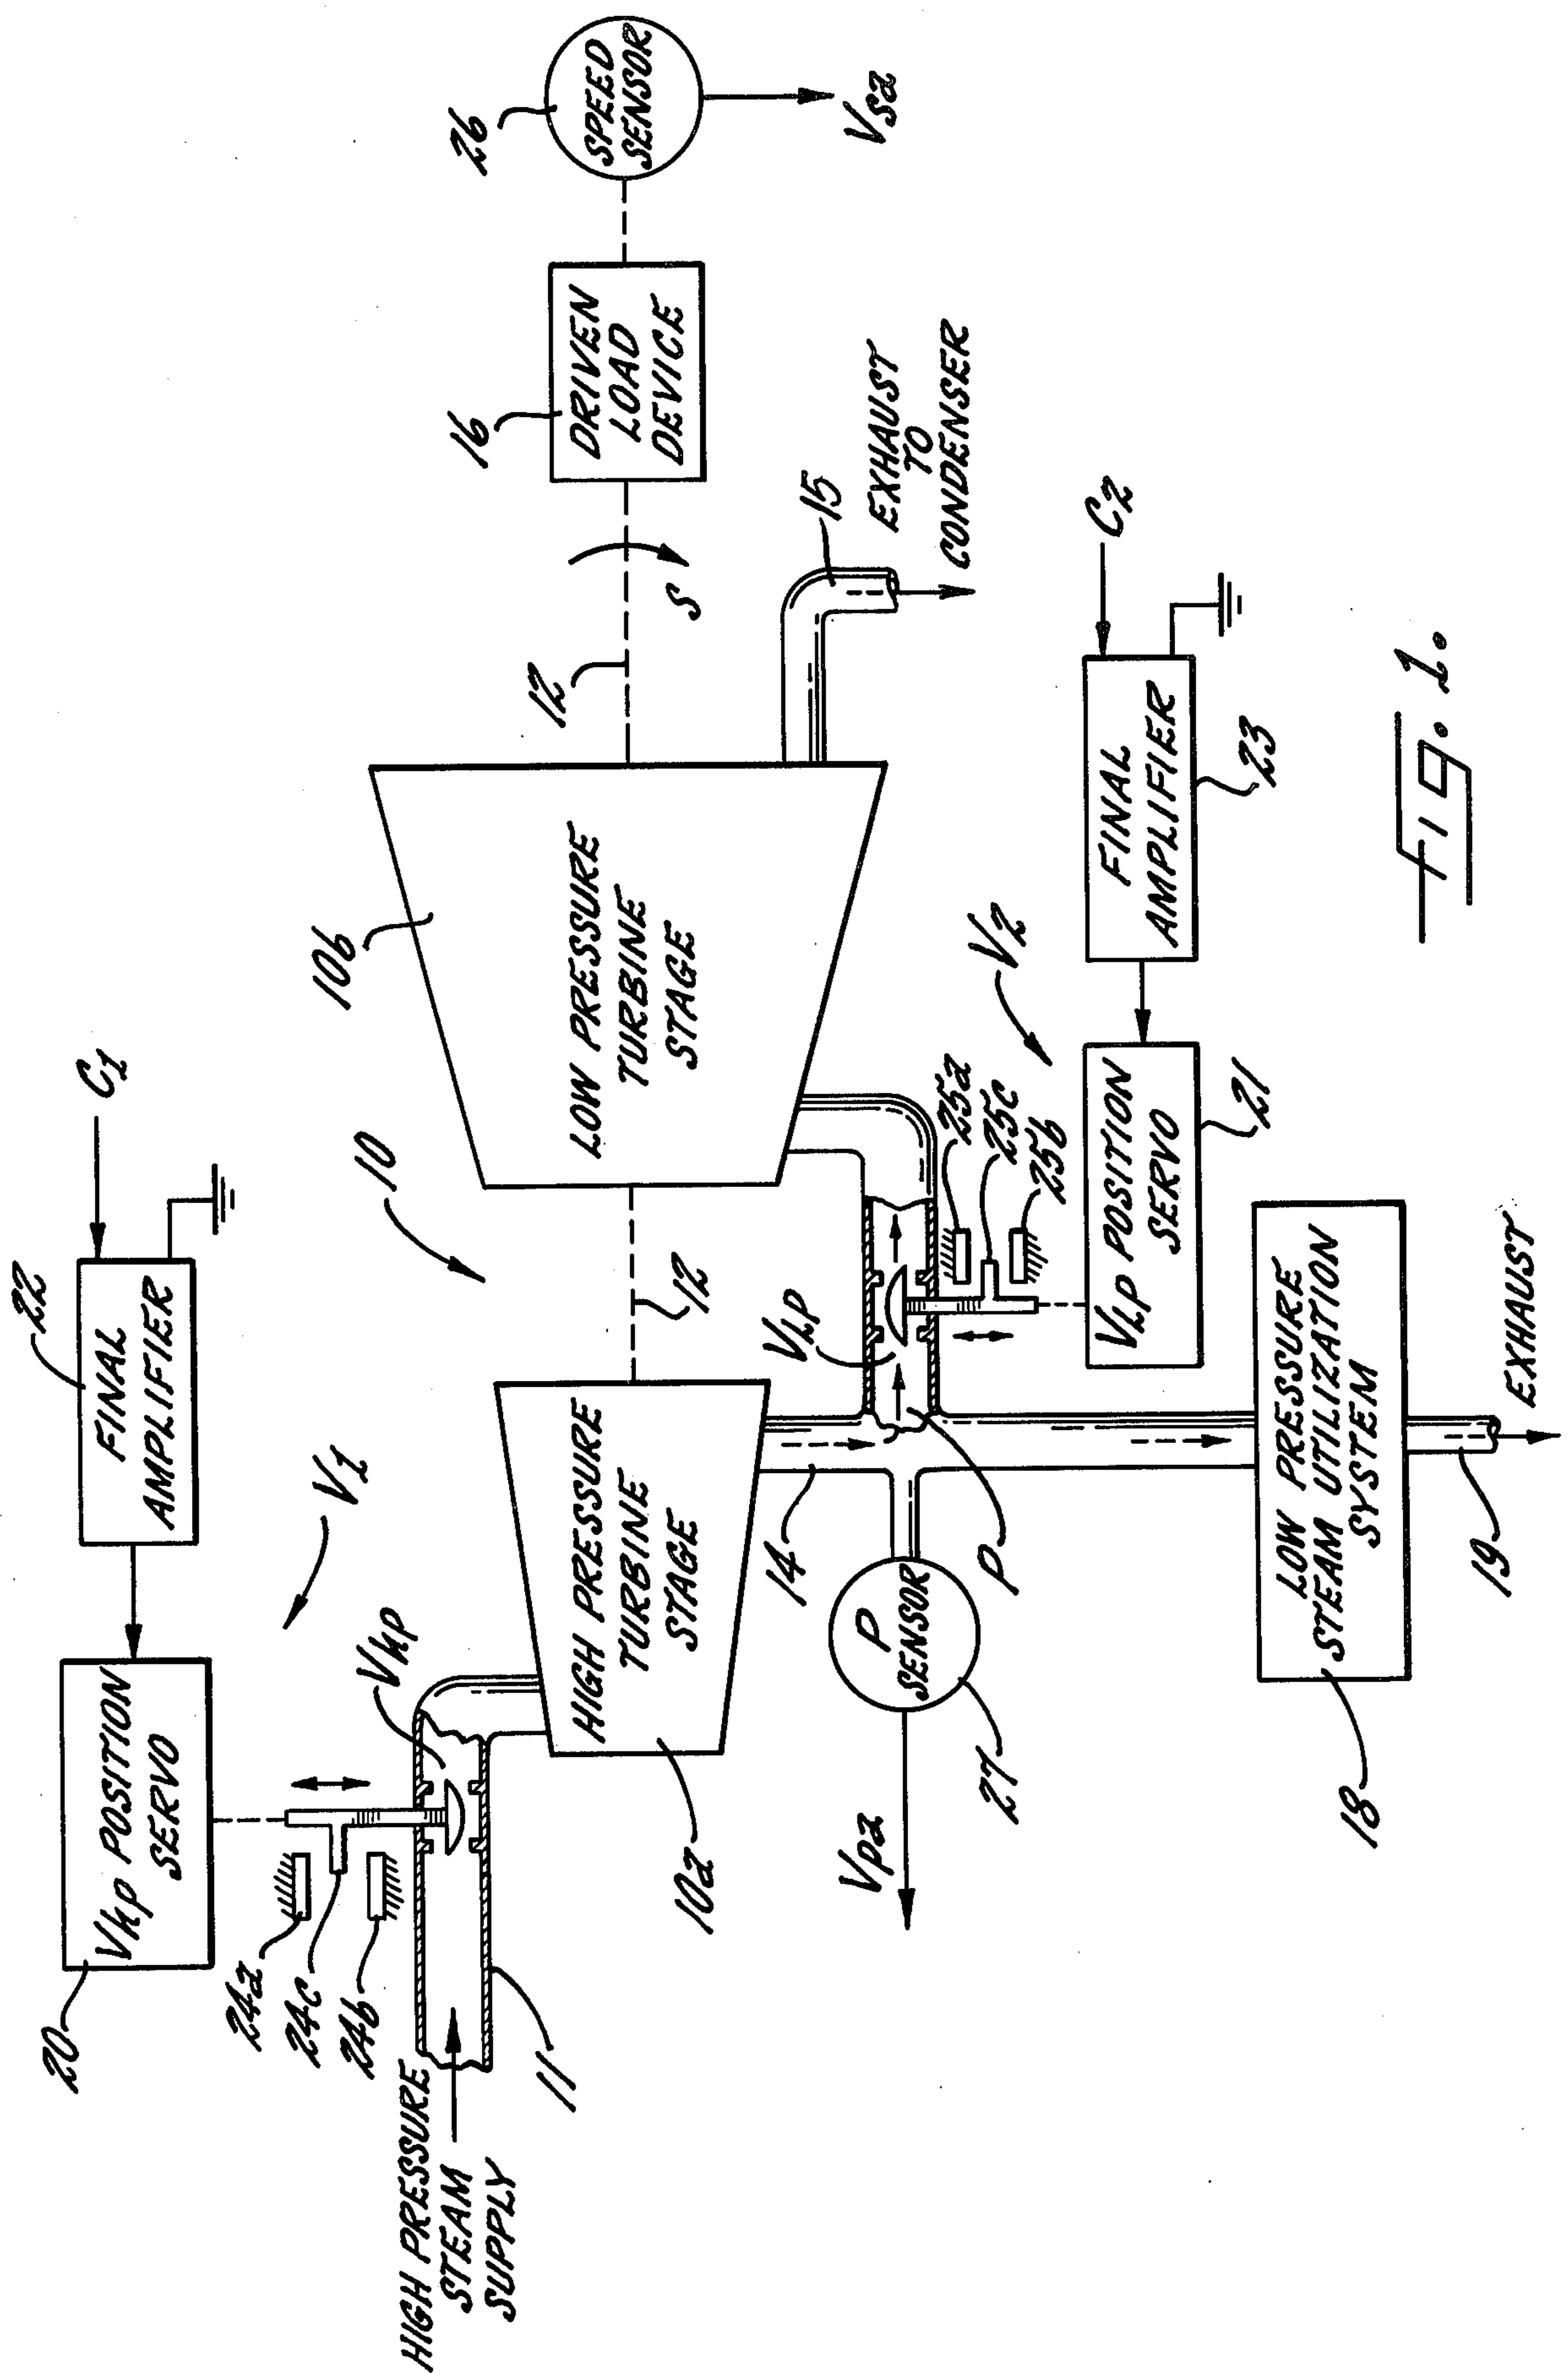 20
Vhp POSITION
SERVO
22
FINAL
AMPLIFIER
C1
V1
24a
24c
24b
HIGH PRESSURE
STEAM
SUPPLY
11
Vhp
HIGH PRESSURE
TURBINE
STAGE
10a
10
12
LOW PRESSURE
TURBINE
STAGE
10b
12
S
DRIVEN
LOAD
DEVICE
16
SPEED
SENSOR
26
Vsa
15
EXHAUST
TO
CONDENSER
14
P
SENSOR
27
Vpa
P
VLp
25a
25c
25b
V2
VLp POSITION
SERVO
21
FINAL
AMPLIFIER
23
C2
LOW PRESSURE
STEAM UTILIZATION
SYSTEM
18
19
EXHAUST
Fig. 1.